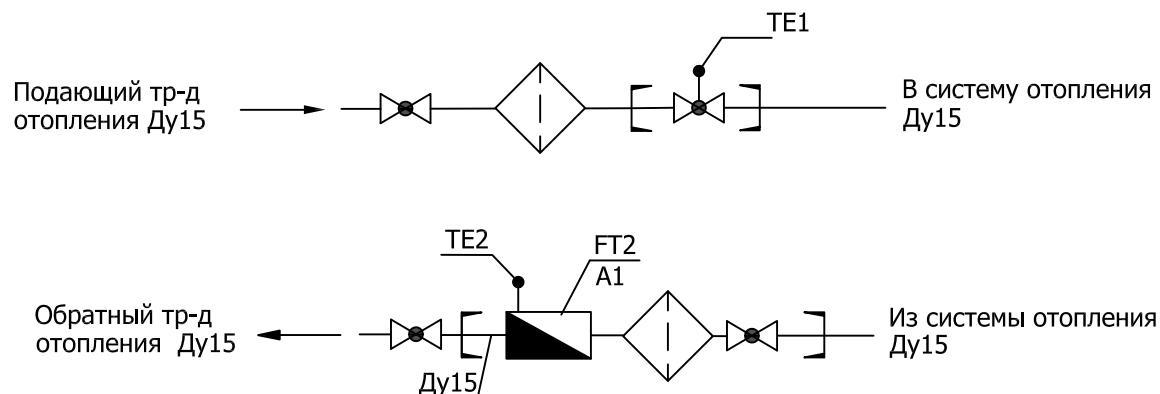 TE1
Подающий тр-д
отопления Ду15
В систему отопления
Ду15
TE2
FT2
A1
Обратный тр-д
отопления Ду15
Из системы отопления
Ду15
Ду15